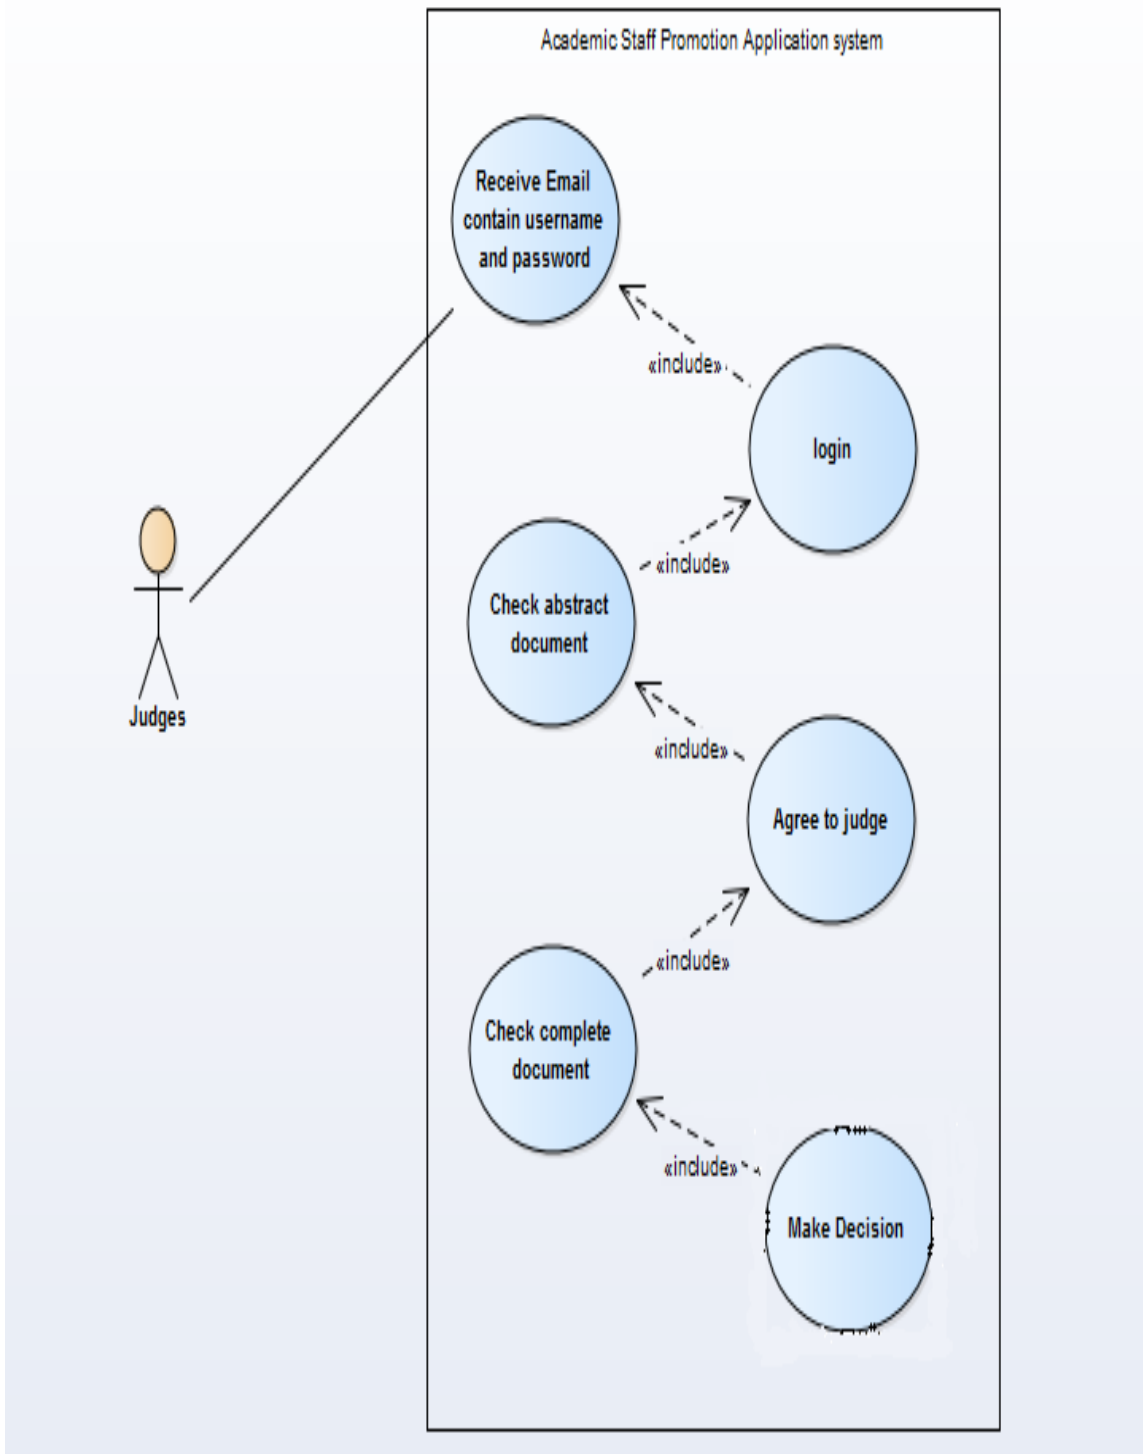 Academic Staff Promotion Application system
Receive Email
contain username
and password
«include»
login
«include»
Check abstract
document
Judges
«include»
Agree to judge
«include»
Check complete
document
«include»
Make Decision